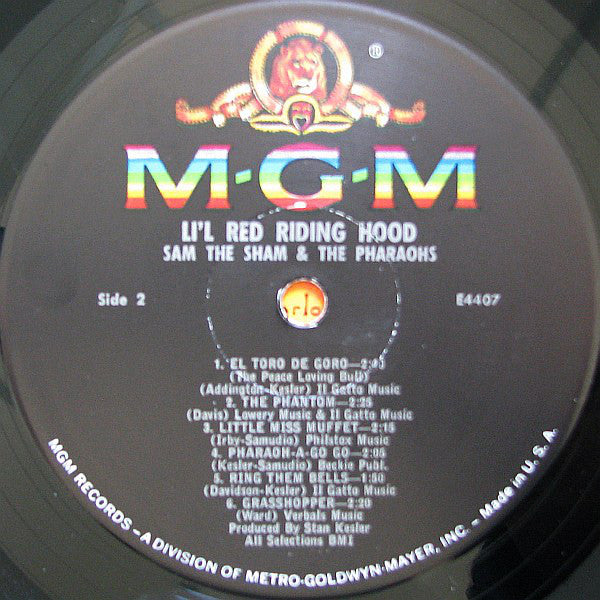 ®
M-G-M
LI'L RED RIDING HOOD
SAM THE SHAM & THE PHARAOHS
Side 2
E4407
rlo
1. EL TORO DE GORO—2:
(The Peace Loving Bull)
(Addington-Kesler) Il Gatto Music
2. THE PHANTOM—2:25
(Davis) Lowery Music & Il Gatto Music
3. LITTLE MISS MUFFET—2:15
(Irby-Samudio) Philstox Music
4. PHARAOH-A-GO GO—2:25
(Kesler-Samudio) Beckie Publ.
5. RING THEM BELLS—1:50
(Davidson-Kesler) Il Gatto Music
6. GRASSHOPPER—2:20
(Ward) Verbals Music
Produced By Stan Kesler
All Selections BMI
MGM RECORDS – A DIVISION OF METRO-GOLDWYN-MAYER, INC. – Made in U. S. A.